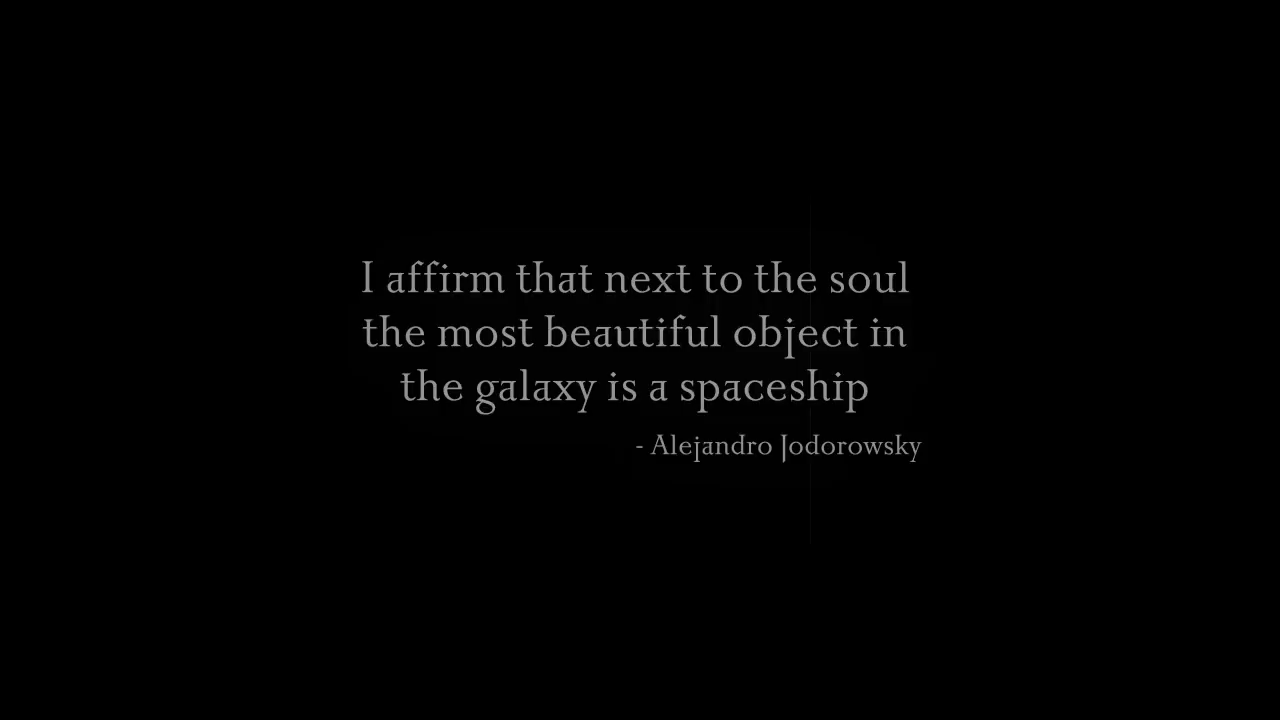 I affirm that next to the soul
the most beautiful object in
the galaxy is a spaceship
- Alejandro Jodorowsky